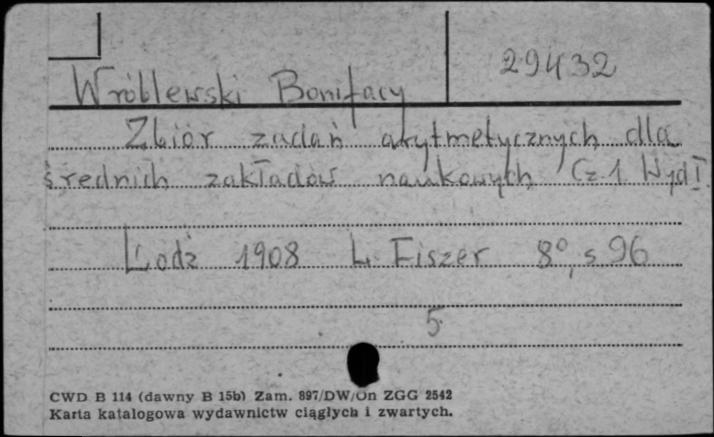 29432
Wróblewski Bonifacy
Zbiór zadań arytmetycznych dla
średnich zakładów naukowych Cz 1 Wyd I
Łódź 1908 L. Fiszer 8°, s 96
5
CWD B 114 (dawny B 15b) Zam. 897/DW/Un ZGG 2542
Karta katalogowa wydawnictw ciągłych i zwartych.